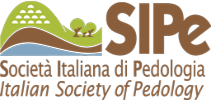 SIPe
Società Italiana di Pedologia
Italian Society of Pedology